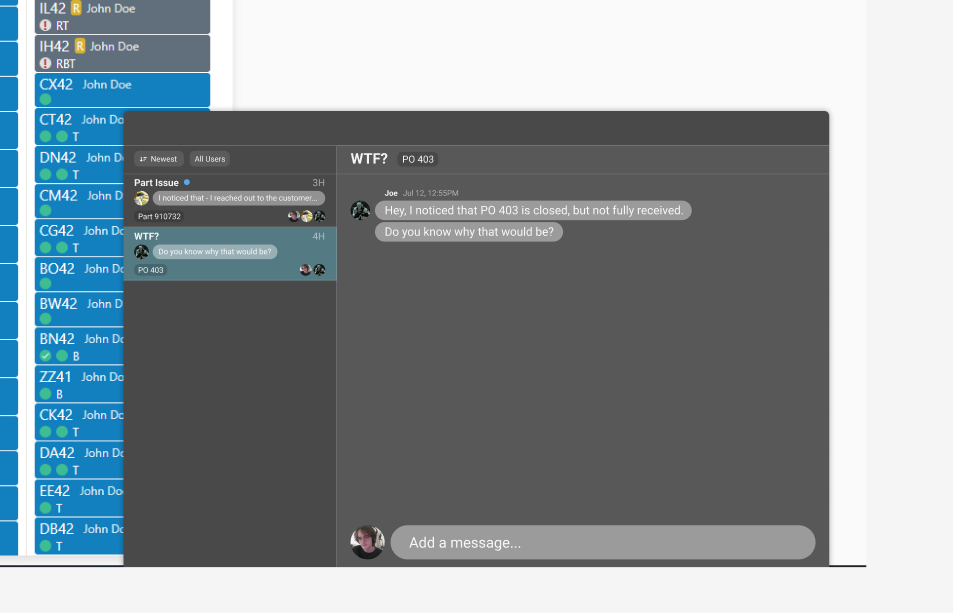 IL42 R John Doe
RT
IH42 R John Doe
RBT
CX42 John Doe
CT42 John Do
T
DN42 John D
T
CM42 John D
CG42 John Do
T
BO42 John Do
BW42 John D
BN42 John Do
B
ZZ41 John Do
B
CK42 John Do
T
DA42 John Do
T
EE42 John Doe
T
DB42 John Do
T
Newest All Users
Part Issue 3H
I noticed that - I reached out to the customer...
Part 910732
WTF? 4H
Do you know why that would be?
PO 403
WTF? PO 403
Joe Jul 12, 12:55PM
Hey, I noticed that PO 403 is closed, but not fully received.
Do you know why that would be?
Add a message...